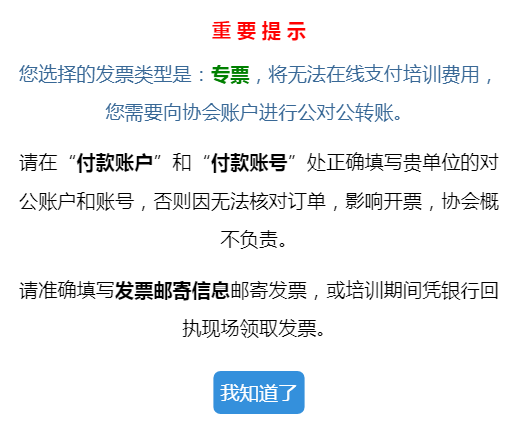 重 要 提 示
您选择的发票类型是：专票，将无法在线支付培训费用，
您需要向协会账户进行公对公转账。
请在“付款账户”和“付款账号”处正确填写贵单位的对
公账户和账号，否则因无法核对订单，影响开票，协会概
不负责。
请准确填写发票邮寄信息邮寄发票，或培训期间凭银行回
执现场领取发票。
我知道了